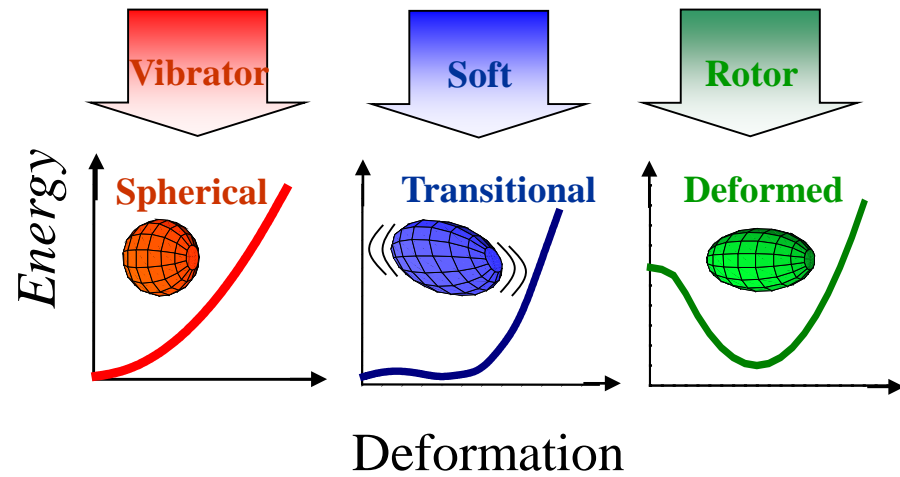 Vibrator
Soft
Rotor
Spherical
Transitional
Deformed
Energy
Deformation